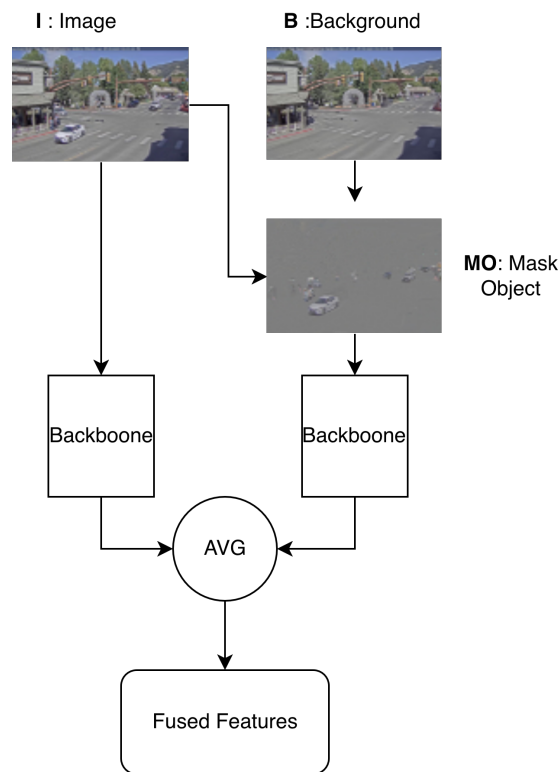 I : Image
B :Background
MO: Mask
Object
Backboone
Backboone
AVG
Fused Features